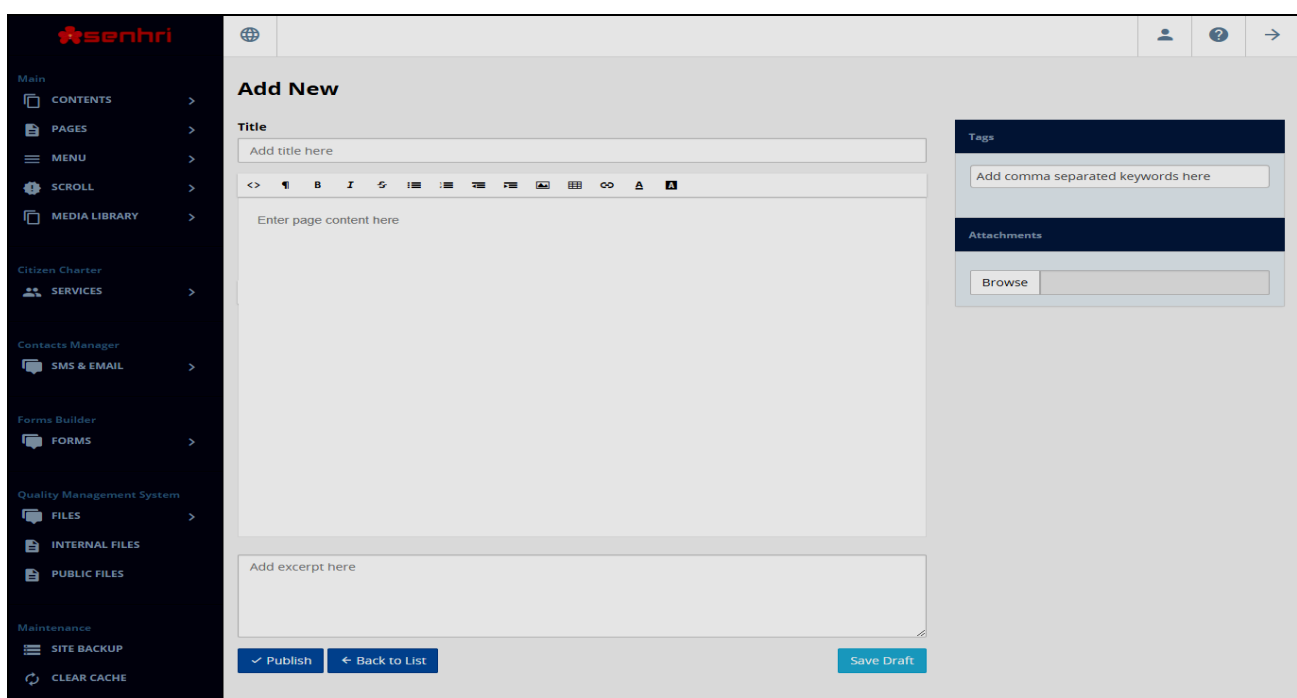 senhri
Main
CONTENTS
PAGES
MENU
SCROLL
MEDIA LIBRARY
Citizen Charter
SERVICES
Contacts Manager
SMS & EMAIL
Forms Builder
FORMS
Quality Management System
FILES
INTERNAL FILES
PUBLIC FILES
Maintenance
SITE BACKUP
CLEAR CACHE
Add New
Title
Add title here
<> ¶ B I S A A
Enter page content here
Add excerpt here
Publish Back to List Save Draft
Tags
Add comma separated keywords here
Attachments
Browse